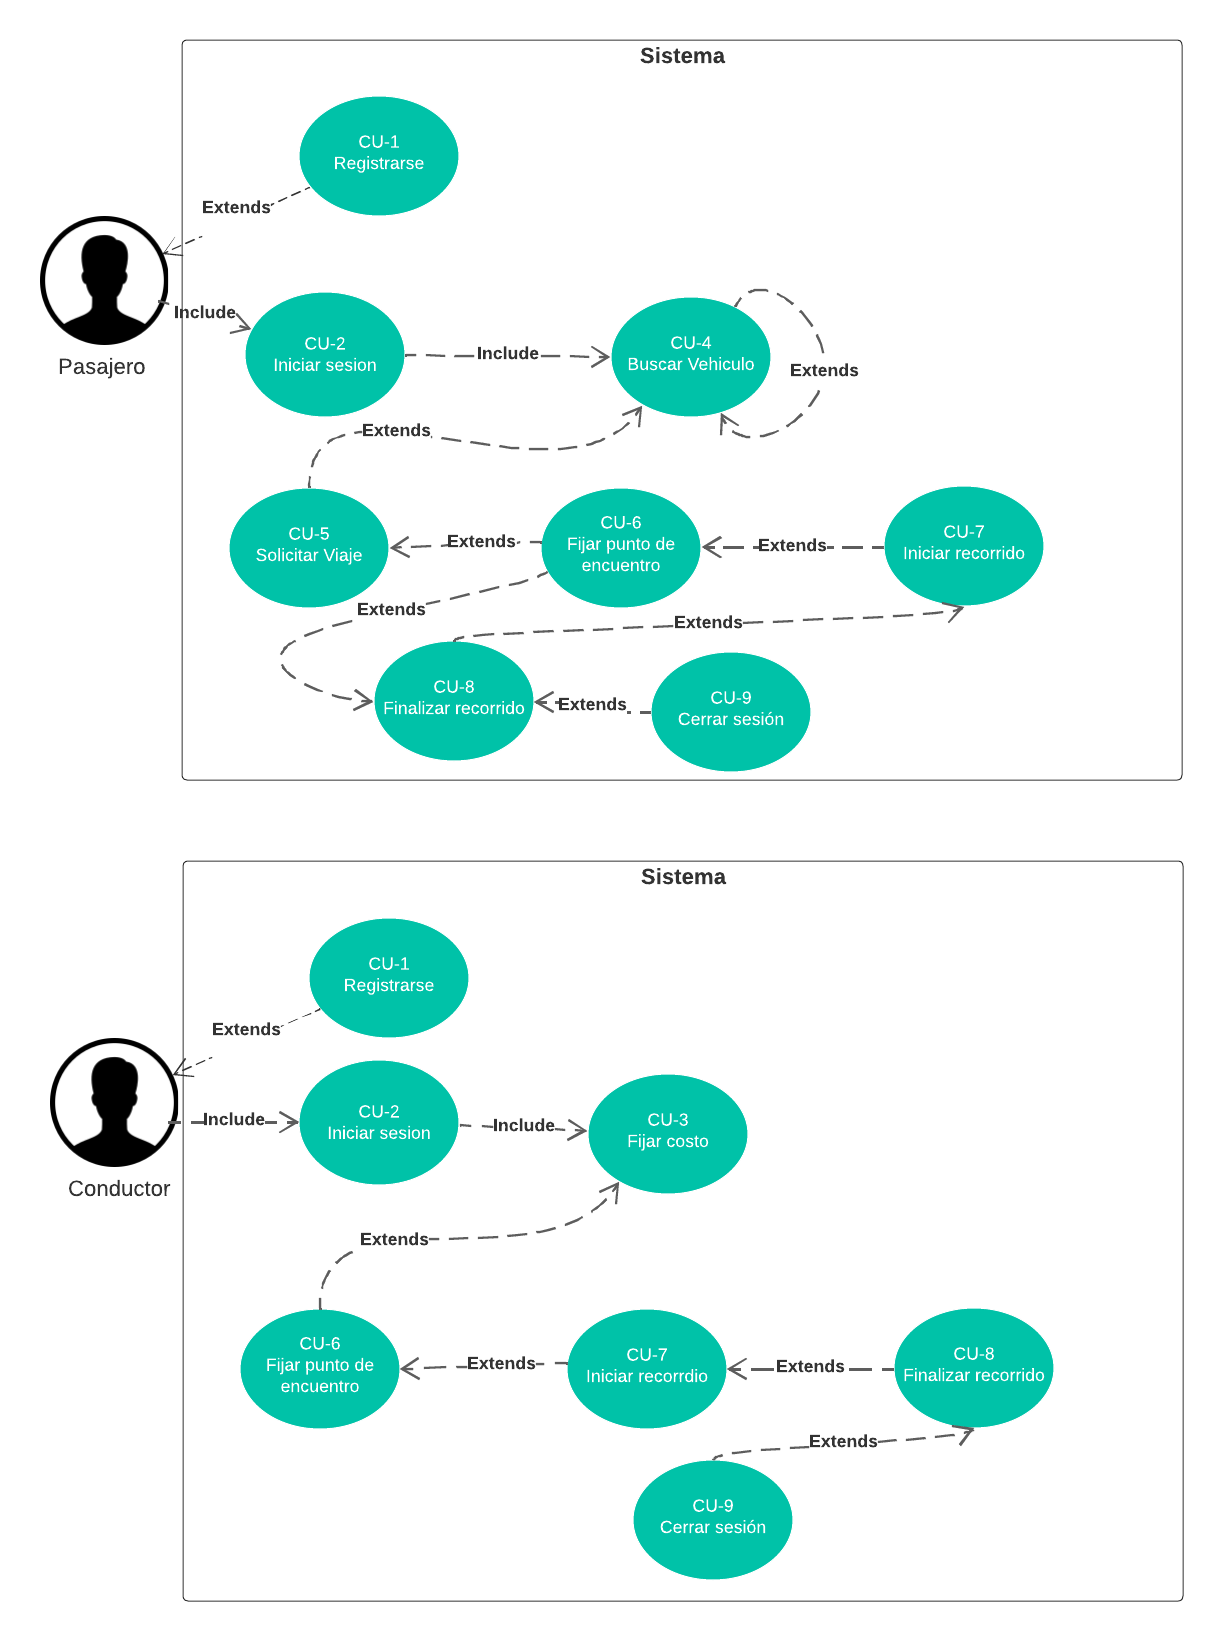 Sistema
CU-1
Registrarse
Extends
Include
Pasajero
CU-2
Iniciar sesion
Include
CU-4
Buscar Vehiculo
Extends
Extends
CU-5
Solicitar Viaje
Extends
CU-6
Fijar punto de
encuentro
Extends
CU-7
Iniciar recorrido
Extends
Extends
CU-8
Finalizar recorrido
Extends
CU-9
Cerrar sesión
Sistema
CU-1
Registrarse
Extends
Include
Conductor
CU-2
Iniciar sesion
Include
CU-3
Fijar costo
Extends
CU-6
Fijar punto de
encuentro
Extends
CU-7
Iniciar recorrdio
Extends
CU-8
Finalizar recorrido
Extends
CU-9
Cerrar sesión